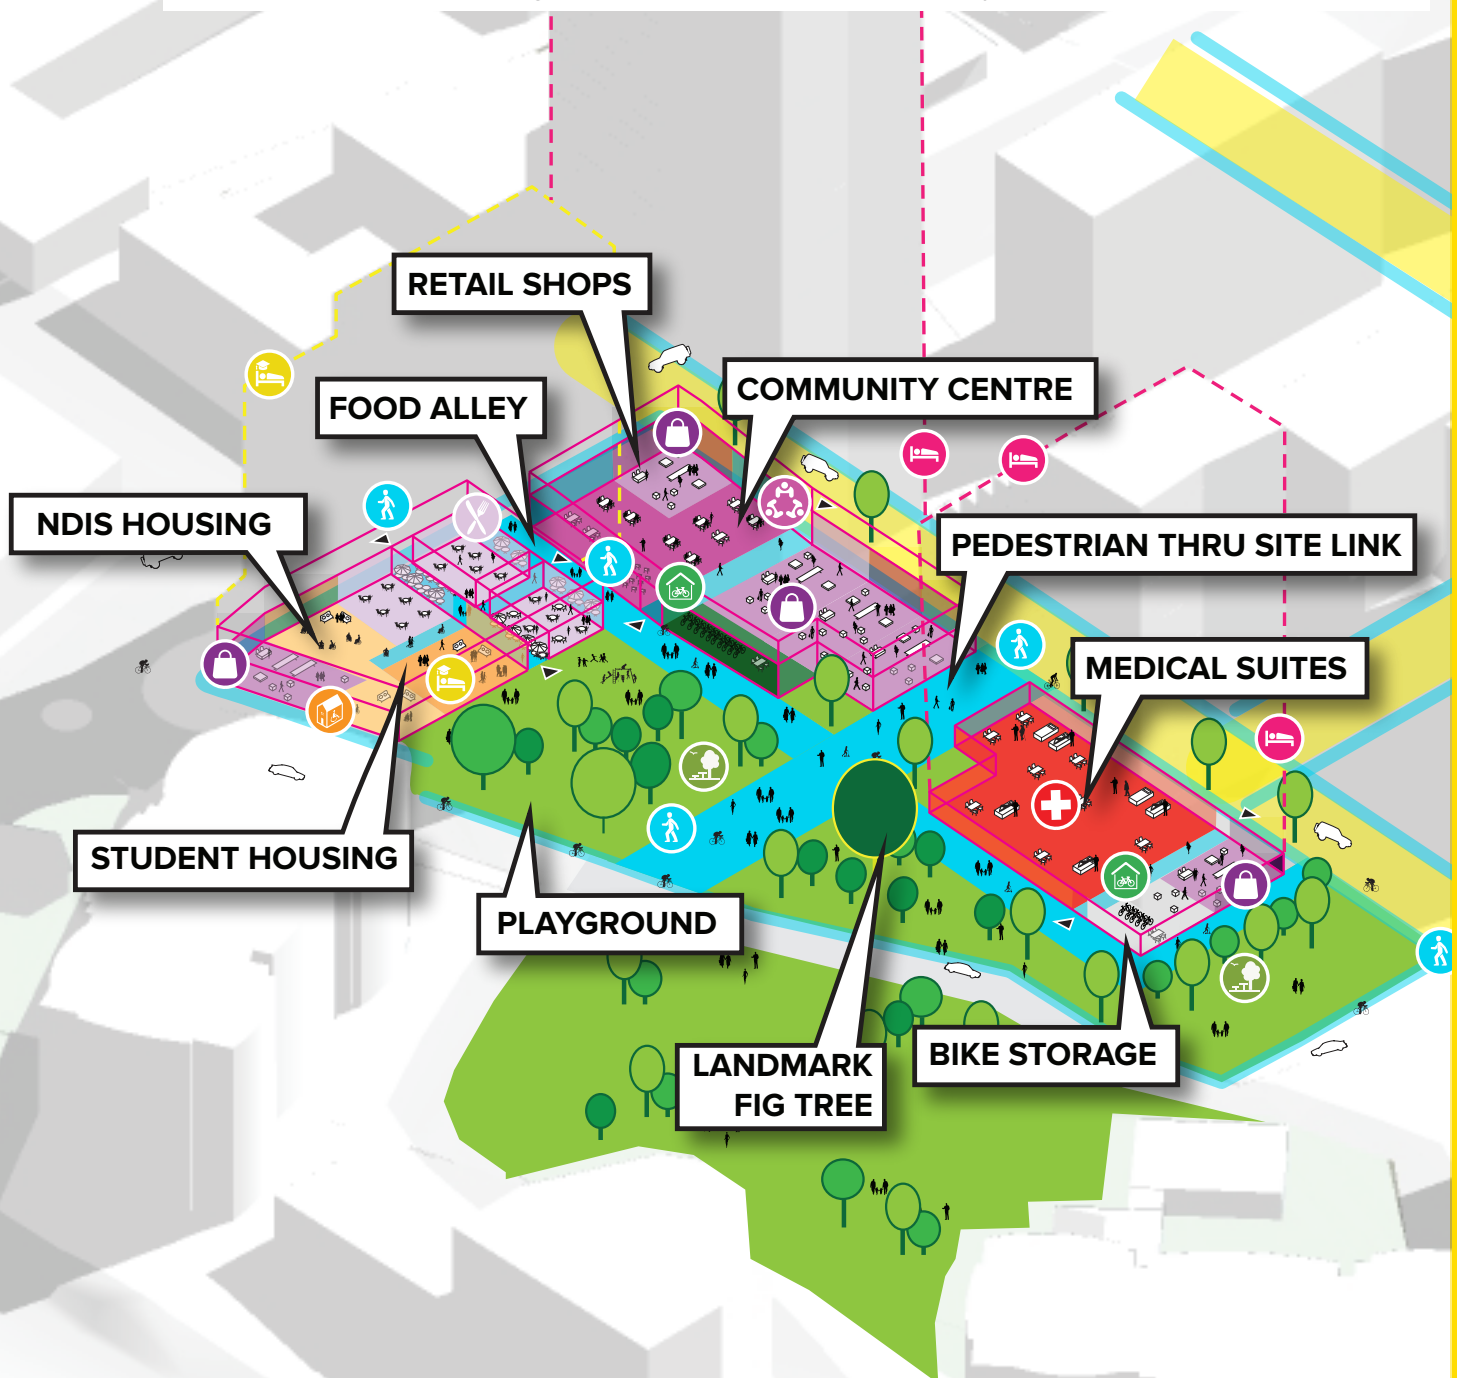 RETAIL SHOPS
COMMUNITY CENTRE
FOOD ALLEY
NDIS HOUSING
PEDESTRIAN THRU SITE LINK
MEDICAL SUITES
STUDENT HOUSING
PLAYGROUND
LANDMARK
FIG TREE
BIKE STORAGE